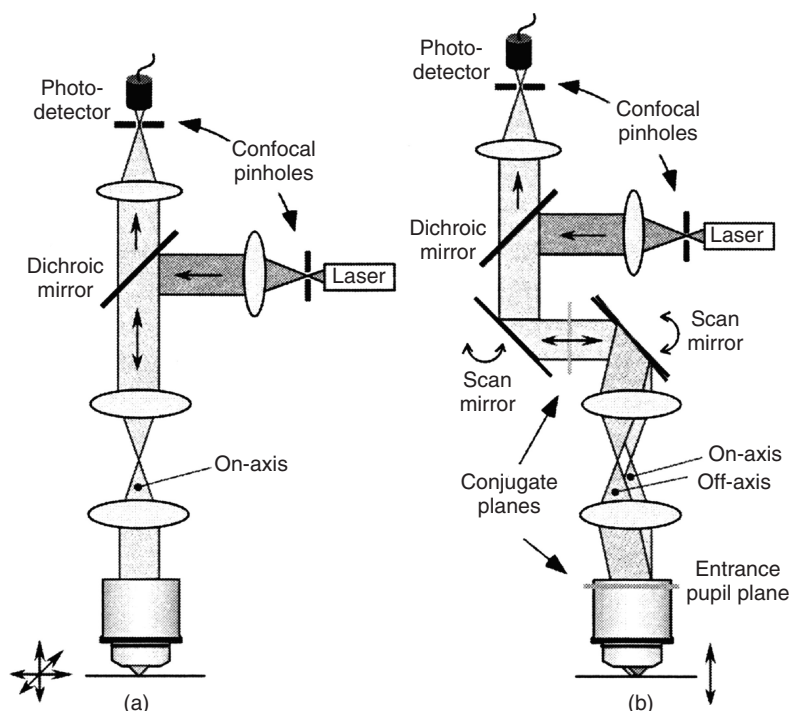 Photo-
detector
Confocal
pinholes
Dichroic
mirror
Laser
On-axis
(a)
Photo-
detector
Confocal
pinholes
Dichroic
mirror
Laser
Scan
mirror
Scan
mirror
Conjugate
planes
On-axis
Off-axis
Entrance
pupil plane
(b)